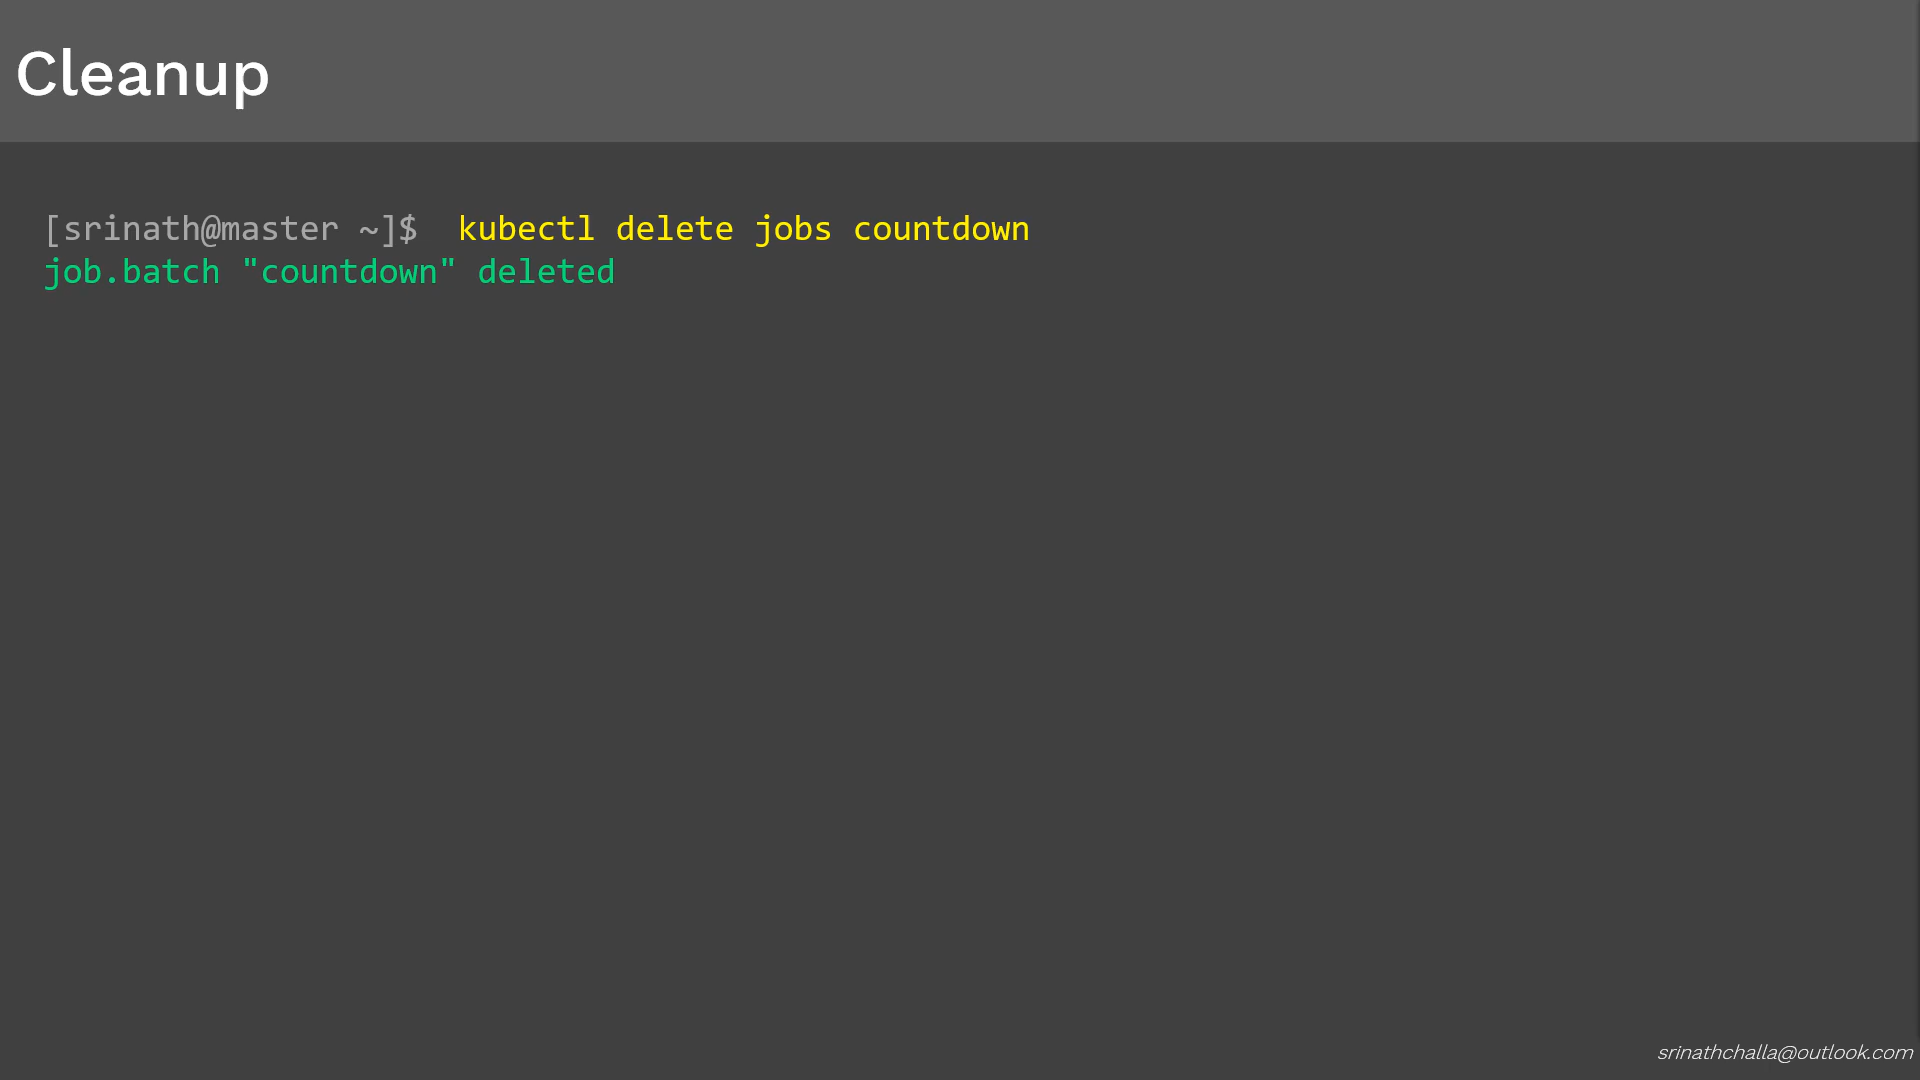 Cleanup
[srinath@master ~]$  kubectl delete jobs countdown
job.batch "countdown" deleted
srinathchalla@outlook.com